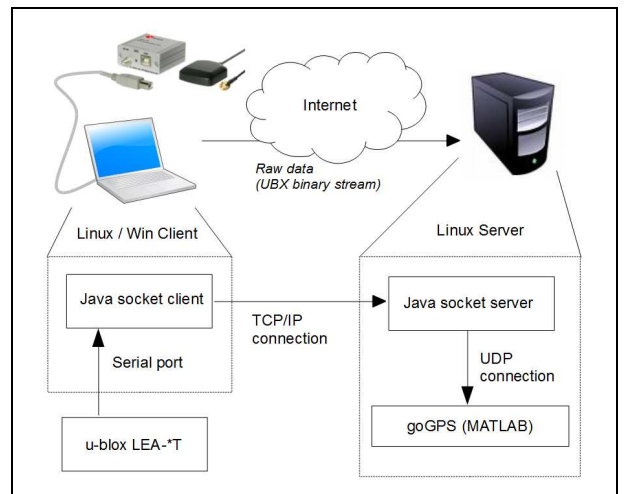 Internet
Raw data
(UBX binary stream)
Linux / Win Client
Linux Server
Java socket client
TCP/IP
connection
Java socket server
Serial port
UDP
connection
u-blox LEA-*T
goGPS (MATLAB)